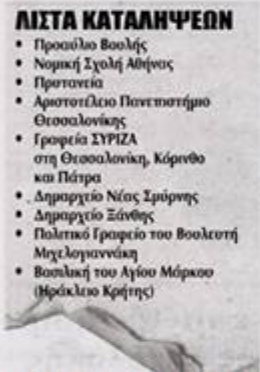 ΛΙΣΤΑ ΚΑΤΑΛΗΨΕΩΝ
• Προαύλιο Βουλής
• Νομική Σχολή Αθήνας
• Πρυτανεία
• Αριστοτέλειο Πανεπιστήμιο
Θεσσαλονίκης
• Γραφεία ΣΥΡΙΖΑ
στη Θεσσαλονίκη, Κόρινθο
και Πάτρα
• Δημαρχείο Νέας Σμύρνης
• Δημαρχείο Ξάνθης
• Πολιτικό Γραφείο του Βουλευτή
Μιχελογιαννάκη
• Βασιλική του Αγίου Μάρκου
(Ηράκλειο Κρήτης)